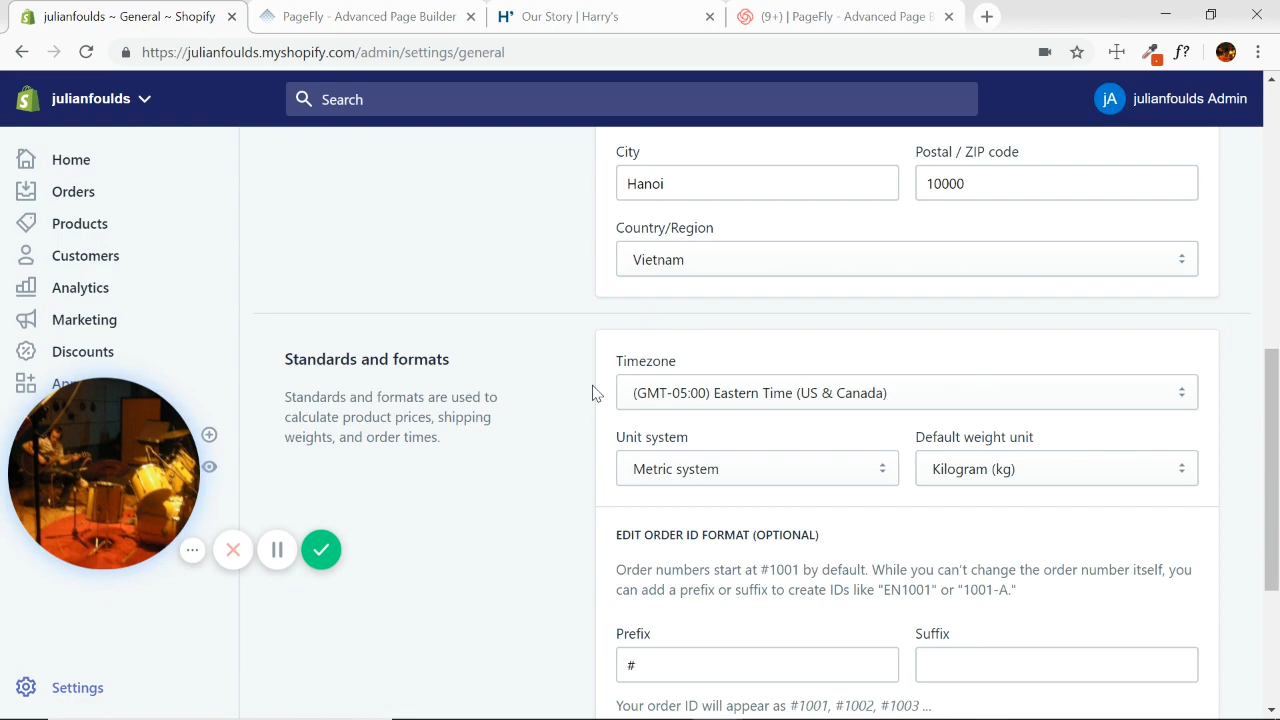 julianfoulds ~ General ~ Shopify
PageFly - Advanced Page Builder
H' Our Story | Harry's
(9+) | PageFly - Advanced Page B
https://julianfoulds.myshopify.com/admin/settings/general
f?
julianfoulds
Search
jA julianfoulds Admin
Home
Orders
Products
Customers
Analytics
Marketing
Discounts
Settings
City
Postal / ZIP code
Hanoi
10000
Country/Region
Vietnam
Standards and formats
Standards and formats are used to
calculate product prices, shipping
weights, and order times.
Timezone
(GMT-05:00) Eastern Time (US & Canada)
Unit system
Default weight unit
Metric system
Kilogram (kg)
EDIT ORDER ID FORMAT (OPTIONAL)
Order numbers start at #1001 by default. While you can't change the order number itself, you
can add a prefix or suffix to create IDs like "EN1001" or "1001-A."
Prefix
Suffix
#
Your order ID will appear as #1001, #1002, #1003 ...